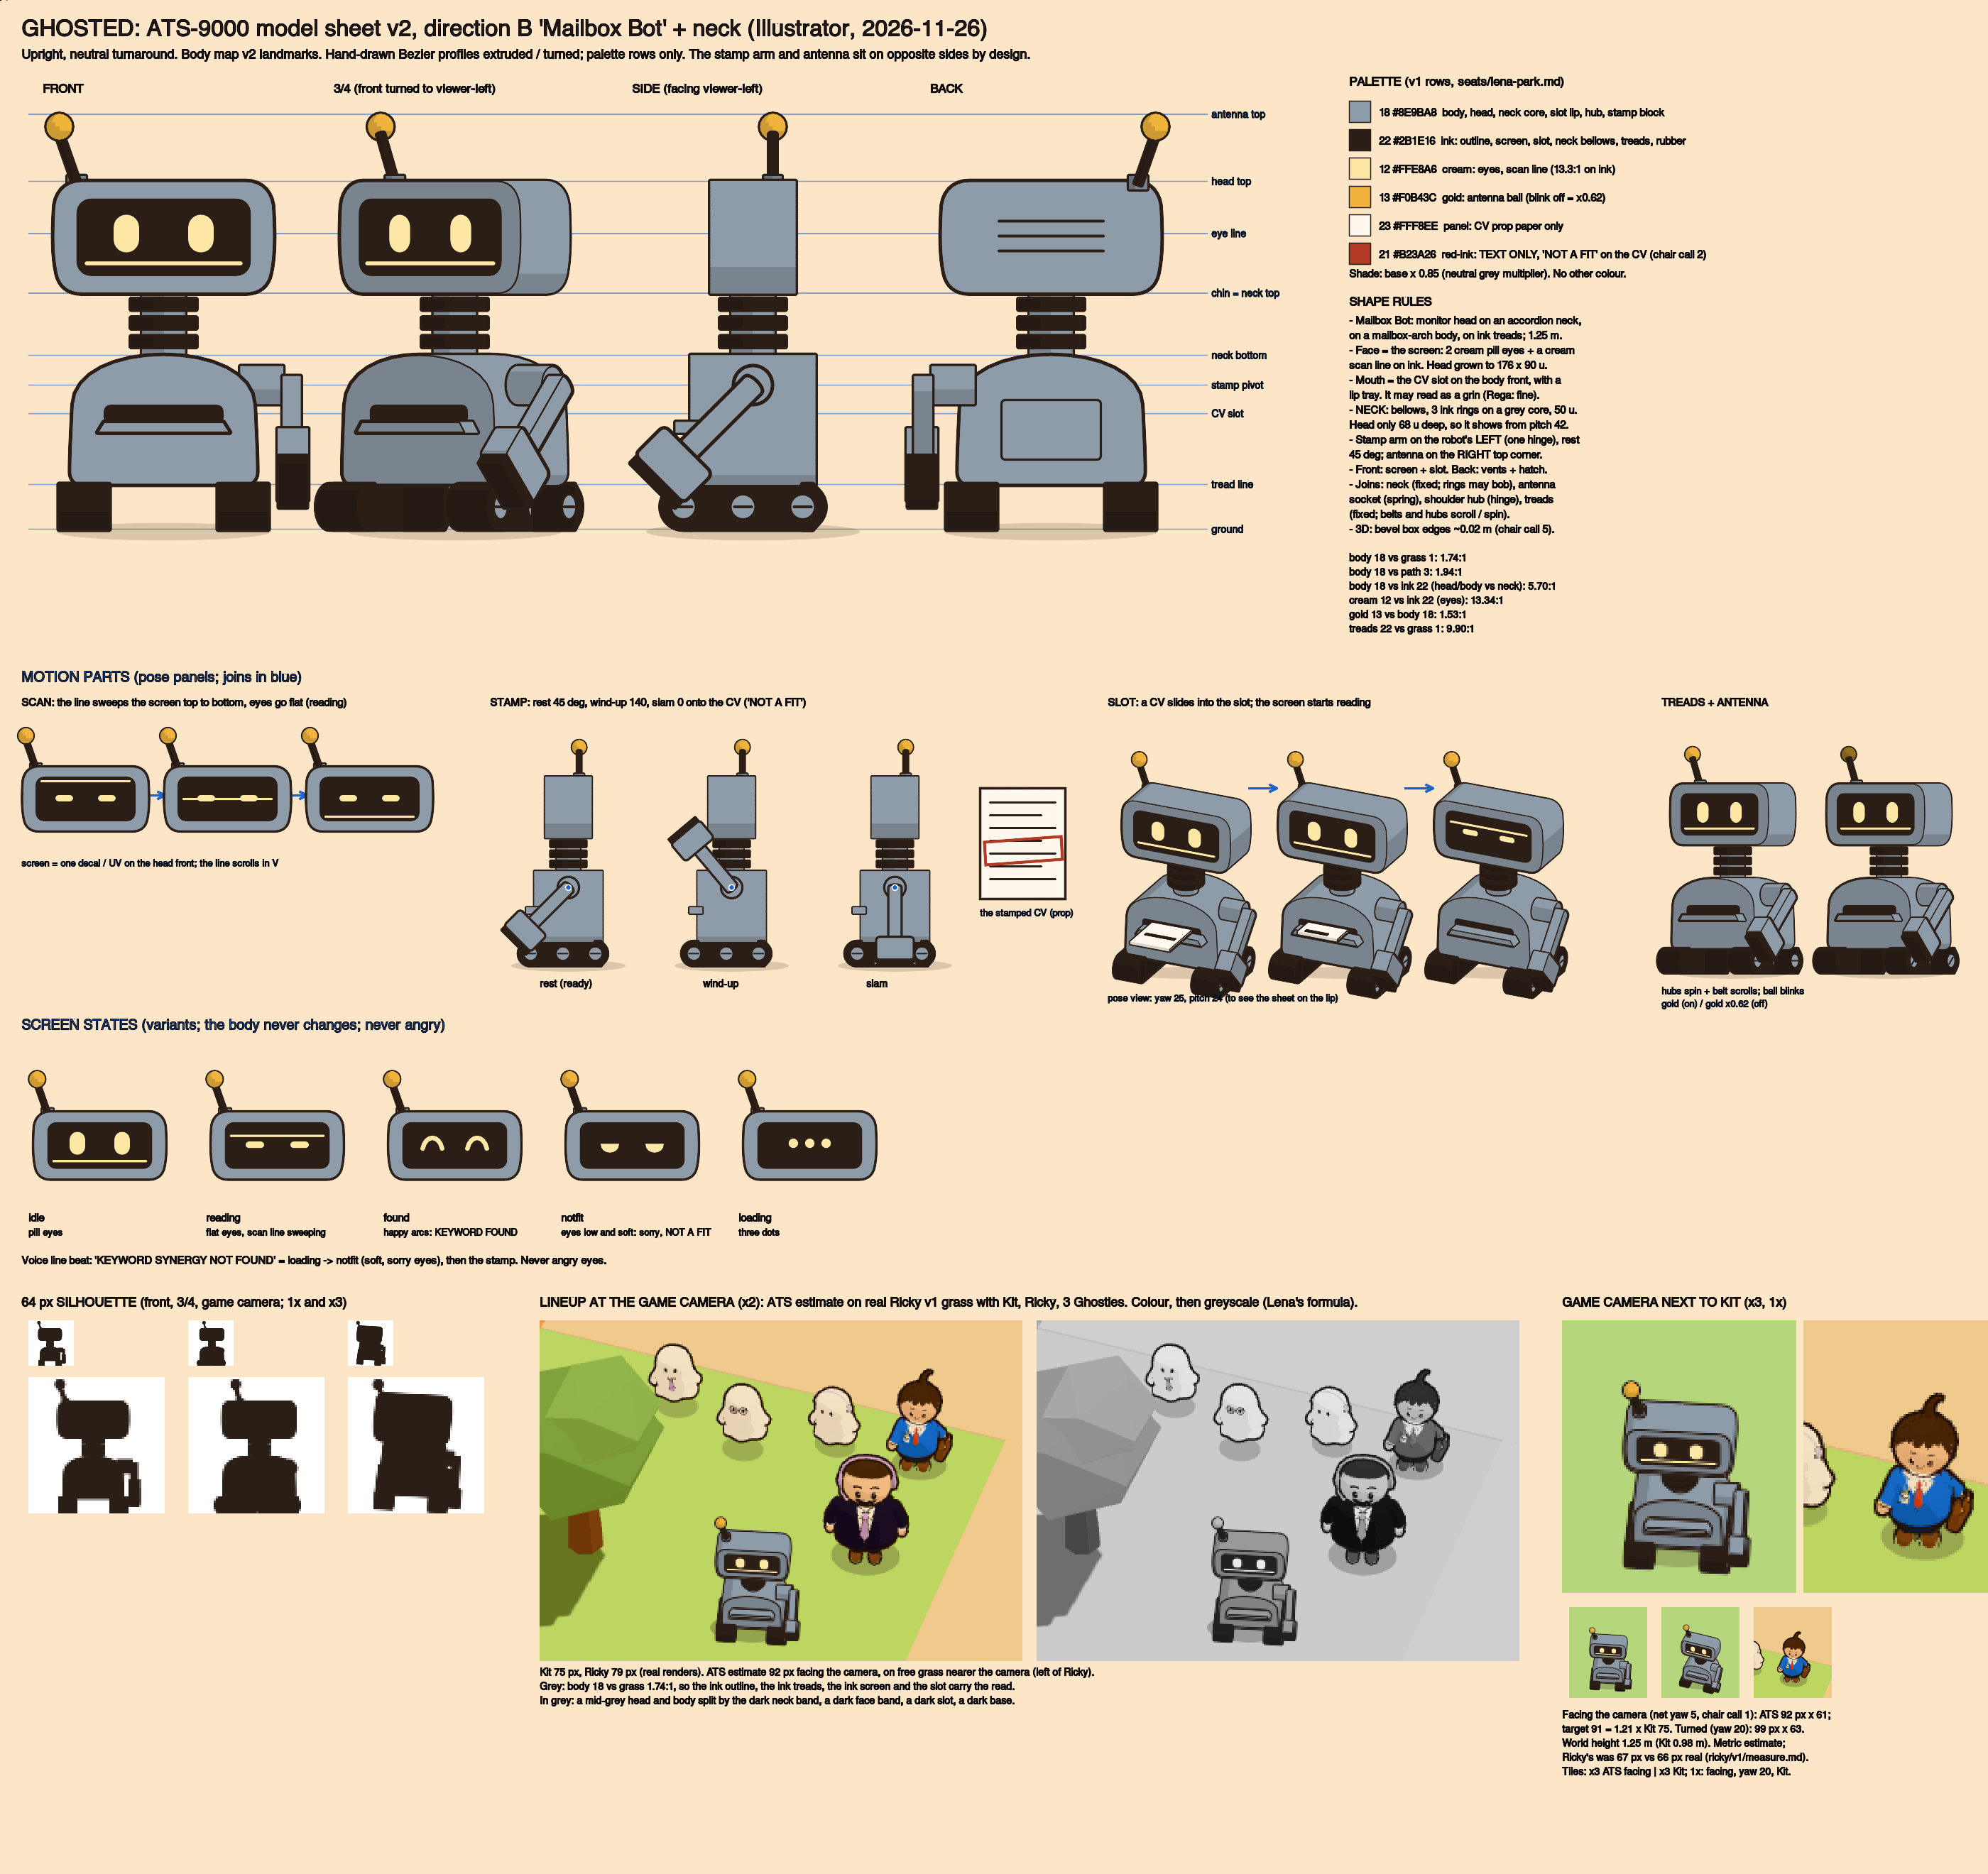 GHOSTED: ATS-9000 model sheet v2, direction B 'Mailbox Bot' + neck (Illustrator, 2026-11-26)
Upright, neutral turnaround. Body map v2 landmarks. Hand-drawn Bezier profiles extruded / turned; palette rows only. The stamp arm and antenna sit on opposite sides by design.
FRONT
3/4 (front turned to viewer-left)
SIDE (facing viewer-left)
BACK
antenna top
head top
eye line
chin = neck top
neck bottom
stamp pivot
CV slot
tread line
ground
PALETTE (v1 rows, seats/lena-park.md)
18 #8E9BA8 body, head, neck core, slot lip, hub, stamp block
22 #2B1E16 ink: outline, screen, slot, neck bellows, treads, rubber
12 #FFE8A6 cream: eyes, scan line (13.3:1 on ink)
13 #F0B43C gold: antenna ball (blink off = x0.62)
23 #FFF8EE panel: CV prop paper only
21 #B23A26 red-ink: TEXT ONLY, 'NOT A FIT' on the CV (chair call 2)
Shade: base x 0.85 (neutral grey multiplier). No other colour.
SHAPE RULES
- Mailbox Bot: monitor head on an accordion neck,
on a mailbox-arch body, on ink treads; 1.25 m.
- Face = the screen: 2 cream pill eyes + a cream
scan line on ink. Head grown to 176 x 90 u.
- Mouth = the CV slot on the body front, with a
lip tray. It may read as a grin (Rega: fine).
- NECK: bellows, 3 ink rings on a grey core, 50 u.
Head only 68 u deep, so it shows from pitch 42.
- Stamp arm on the robot's LEFT (one hinge), rest
45 deg; antenna on the RIGHT top corner.
- Front: screen + slot. Back: vents + hatch.
- Joins: neck (fixed; rings may bob), antenna
socket (spring), shoulder hub (hinge), treads
(fixed; belts and hubs scroll / spin).
- 3D: bevel box edges ~0.02 m (chair call 5).
body 18 vs grass 1: 1.74:1
body 18 vs path 3: 1.94:1
body 18 vs ink 22 (head/body vs neck): 5.70:1
cream 12 vs ink 22 (eyes): 13.34:1
gold 13 vs body 18: 1.53:1
treads 22 vs grass 1: 9.90:1
MOTION PARTS (pose panels; joins in blue)
SCAN: the line sweeps the screen top to bottom, eyes go flat (reading)
STAMP: rest 45 deg, wind-up 140, slam 0 onto the CV ('NOT A FIT')
SLOT: a CV slides into the slot; the screen starts reading
TREADS + ANTENNA
screen = one decal / UV on the head front; the line scrolls in V
the stamped CV (prop)
rest (ready)
wind-up
slam
pose view: yaw 25, pitch 24 (to see the sheet on the lip)
hubs spin + belt scrolls; ball blinks
gold (on) / gold x0.62 (off)
SCREEN STATES (variants; the body never changes; never angry)
idle
pill eyes
reading
flat eyes, scan line sweeping
found
happy arcs: KEYWORD FOUND
notfit
eyes low and soft: sorry, NOT A FIT
loading
three dots
Voice line beat: 'KEYWORD SYNERGY NOT FOUND' = loading -> notfit (soft, sorry eyes), then the stamp. Never angry eyes.
64 px SILHOUETTE (front, 3/4, game camera; 1x and x3)
LINEUP AT THE GAME CAMERA (x2): ATS estimate on real Ricky v1 grass with Kit, Ricky, 3 Ghosties. Colour, then greyscale (Lena's formula).
GAME CAMERA NEXT TO KIT (x3, 1x)
Kit 75 px, Ricky 79 px (real renders). ATS estimate 92 px facing the camera, on free grass nearer the camera (left of Ricky).
Grey: body 18 vs grass 1.74:1, so the ink outline, the ink treads, the ink screen and the slot carry the read.
In grey: a mid-grey head and body split by the dark neck band, a dark face band, a dark slot, a dark base.
Facing the camera (net yaw 5, chair call 1): ATS 92 px x 61;
target 91 = 1.21 x Kit 75. Turned (yaw 20): 99 px x 63.
World height 1.25 m (Kit 0.98 m). Metric estimate;
Ricky's was 67 px vs 66 px real (ricky/v1/measure.md).
Tiles: x3 ATS facing | x3 Kit; 1x: facing, yaw 20, Kit.